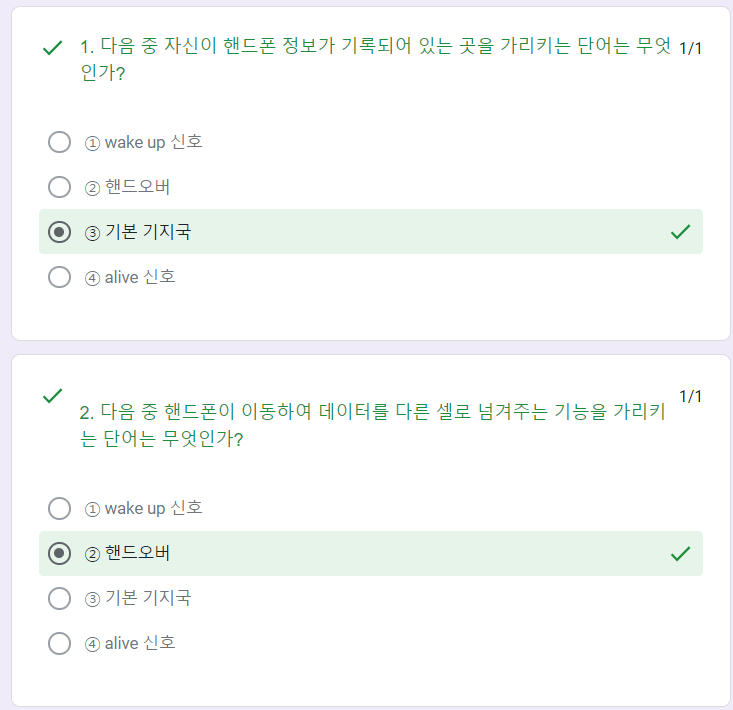 1. 다음 중 자신이 핸드폰 정보가 기록되어 있는 곳을 가리키는 단어는 무엇 1/1
인가?
① wake up 신호
② 핸드오버
③ 기본 기지국
④ alive 신호
1/1
2. 다음 중 핸드폰이 이동하여 데이터를 다른 셀로 넘겨주는 기능을 가리키
는 단어는 무엇인가?
① wake up 신호
② 핸드오버
③ 기본 기지국
④ alive 신호